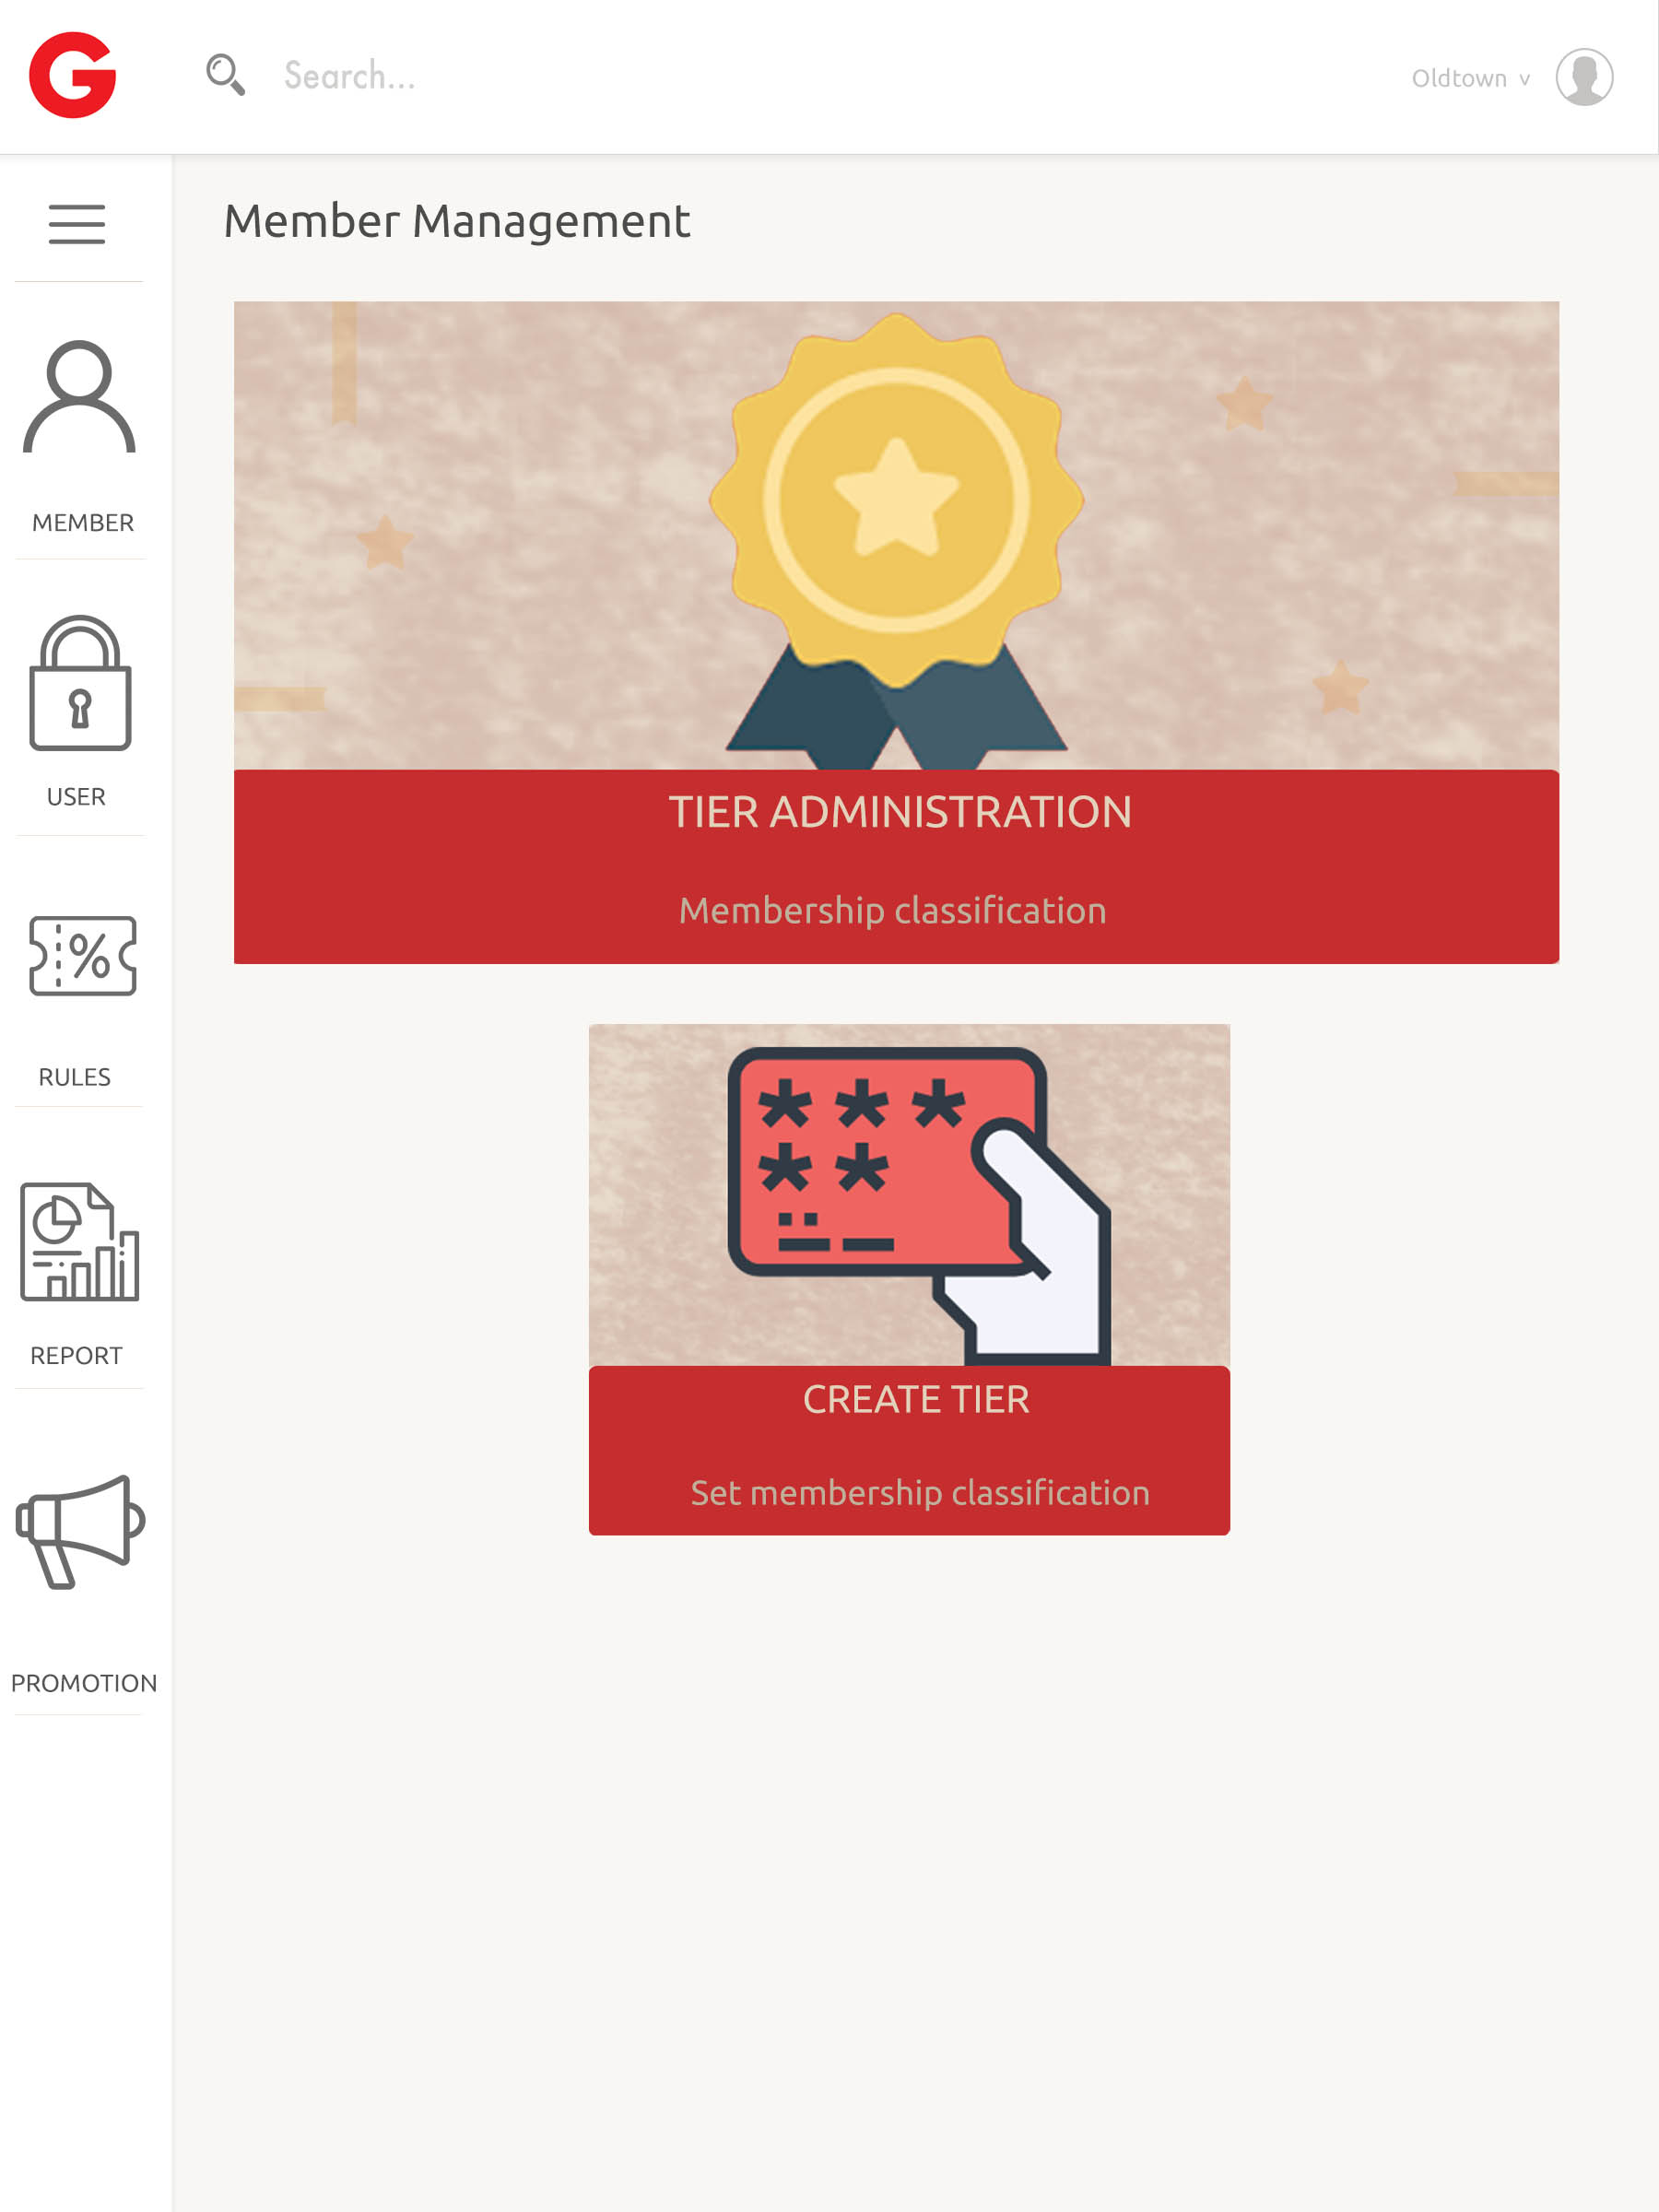 G
Search...
Oldtown v
Member Management
MEMBER
USER
%
RULES
REPORT
PROMOTION
TIER ADMINISTRATION
Membership classification
* * *
* *
CREATE TIER
Set membership classification